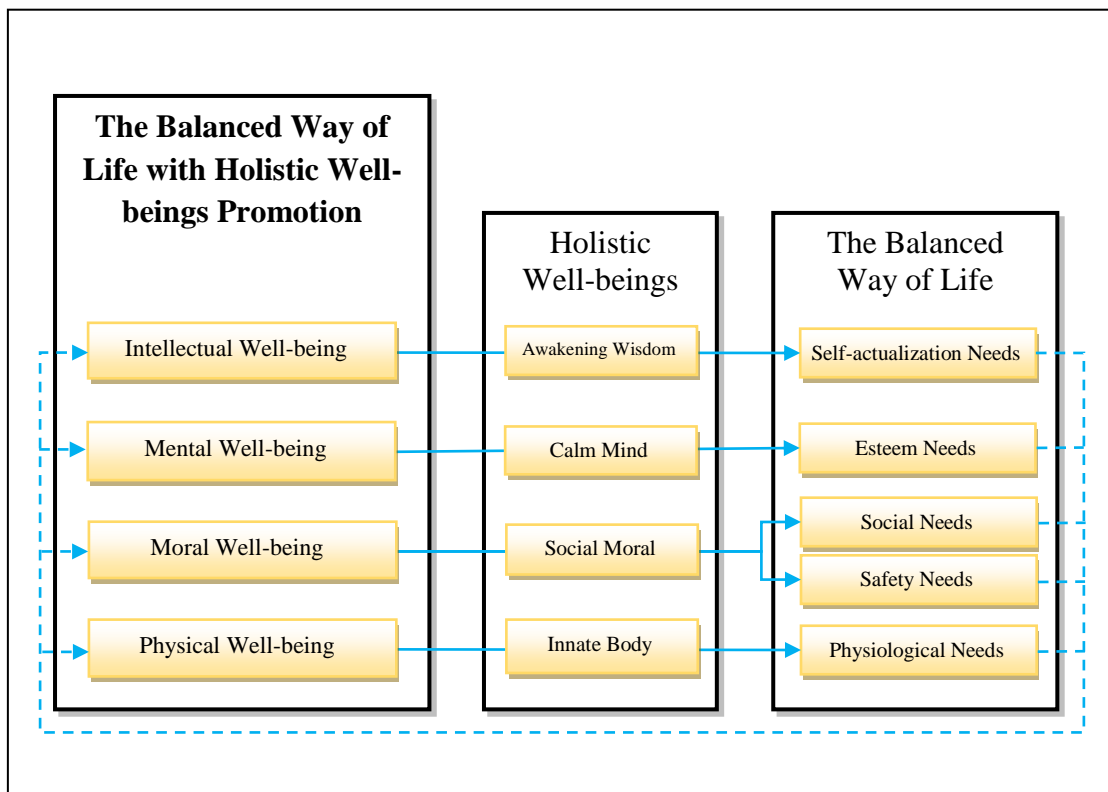 The Balanced Way of
Life with Holistic Well-
beings Promotion
Intellectual Well-being
Mental Well-being
Moral Well-being
Physical Well-being
Holistic
Well-beings
Awakening Wisdom
Calm Mind
Social Moral
Innate Body
The Balanced
Way of Life
Self-actualization Needs
Esteem Needs
Social Needs
Safety Needs
Physiological Needs